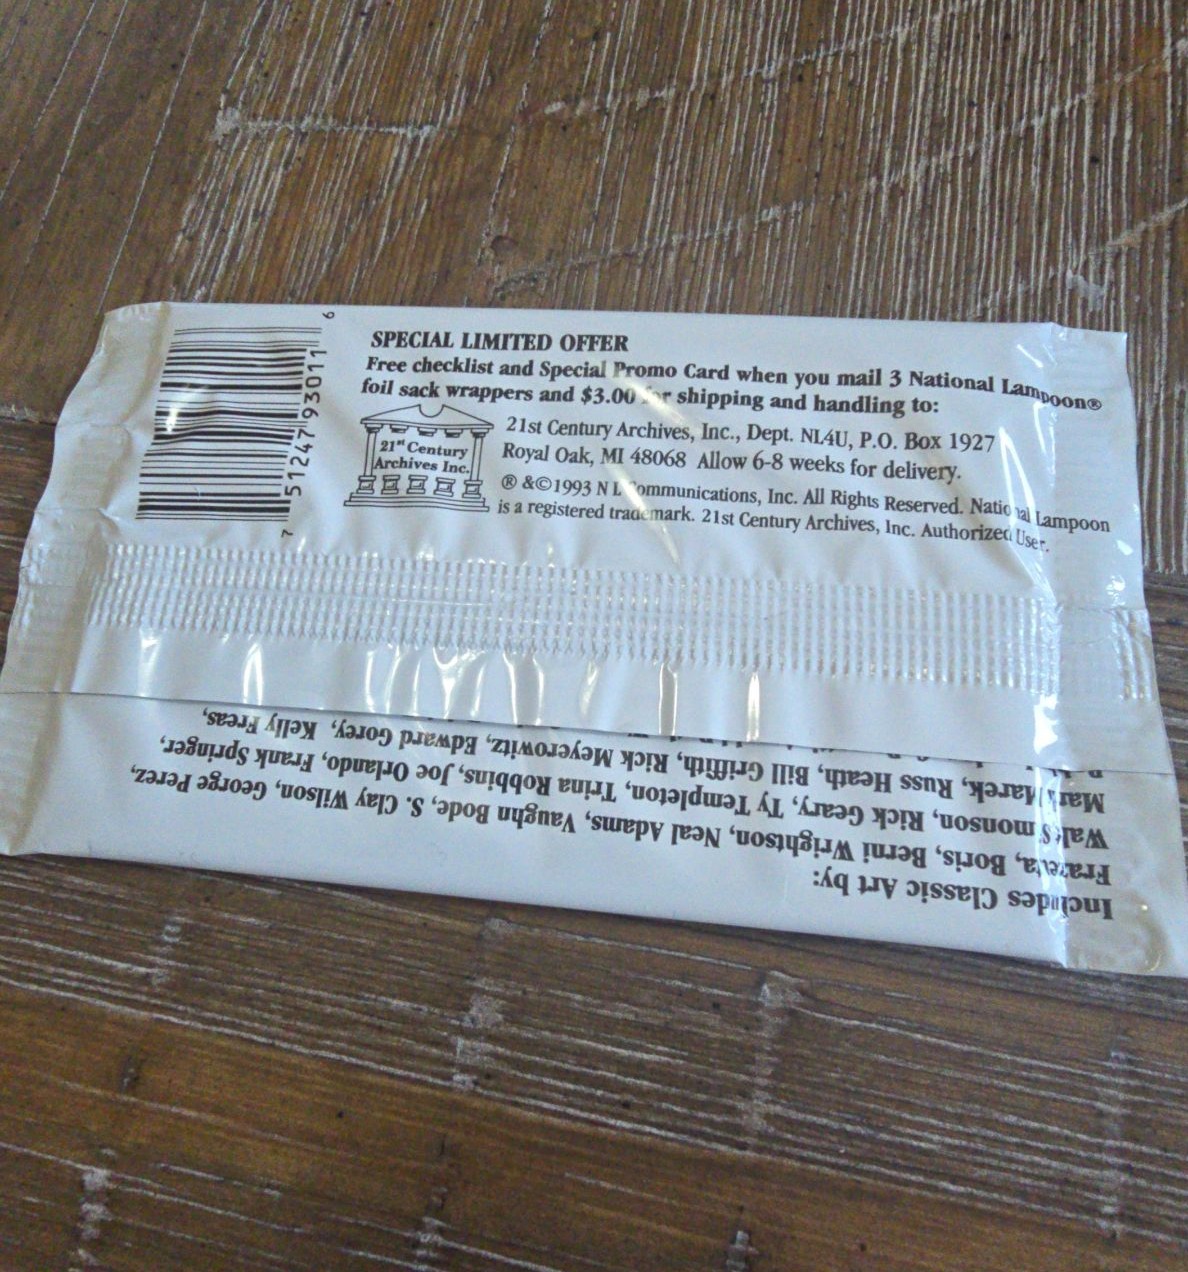 SPECIAL LIMITED OFFER
Free checklist and Special Promo Card when you mail 3 National Lampoon®
foil sack wrappers and $3.00 for shipping and handling to:
21st Century
Archives Inc.
21st Century Archives, Inc., Dept. NL4U, P.O. Box 1927
Royal Oak, MI 48068 Allow 6-8 weeks for delivery.
® &©1993 N L Communications, Inc. All Rights Reserved. National Lampoon
is a registered trademark. 21st Century Archives, Inc. Authorized User.
7 51247 93011 6
Includes Classic Art by:
Frazetta, Boris, Berni Wrightson, Neal Adams, Vaughn Bode, S. Clay Wilson, George Perez,
Walt Simonson, Rick Geary, Ty Templeton, Trina Robbins, Joe Orlando, Frank Springer,
Mark Marek, Russ Heath, Bill Griffith, Rick Meyerowitz, Edward Gorey, Kelly Freas,